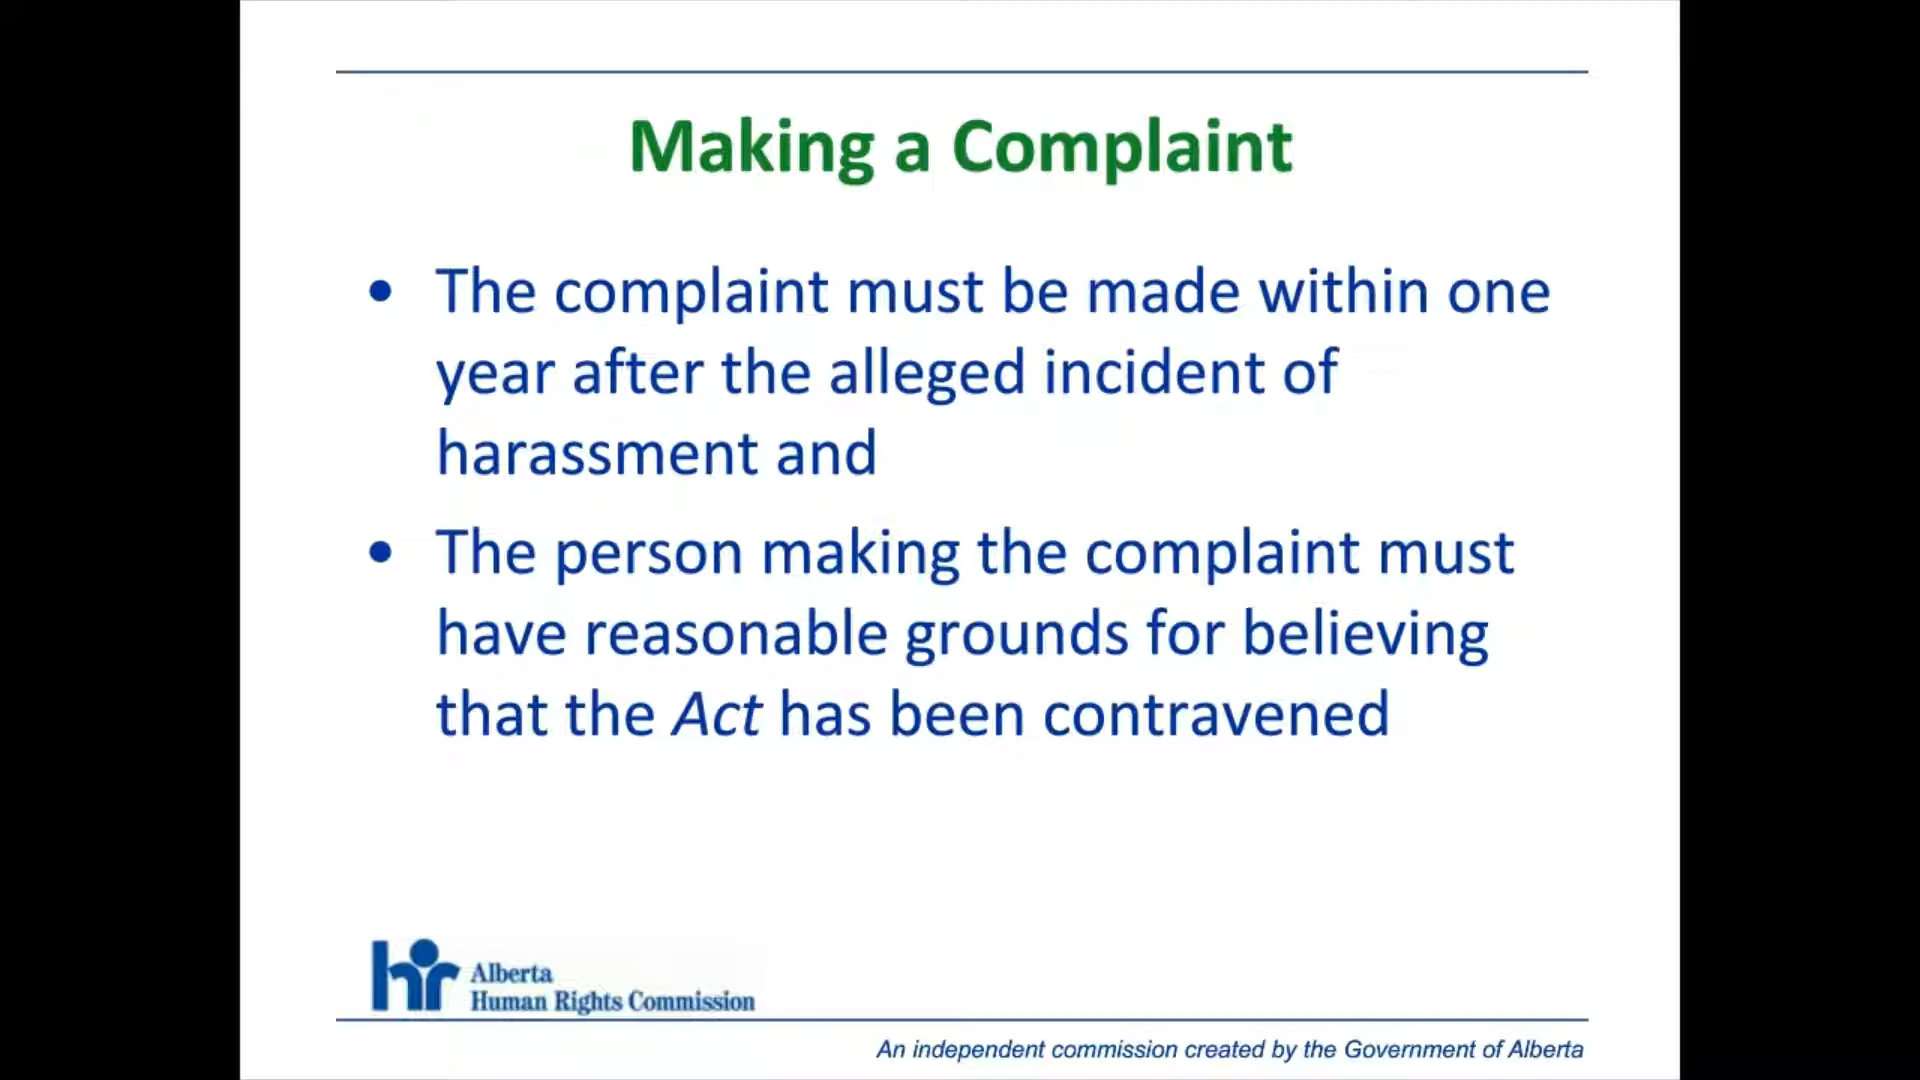 Making a Complaint
• The complaint must be made within one
year after the alleged incident of
harassment and
• The person making the complaint must
have reasonable grounds for believing
that the Act has been contravened
hr Alberta
Human Rights Commission
An independent commission created by the Government of Alberta